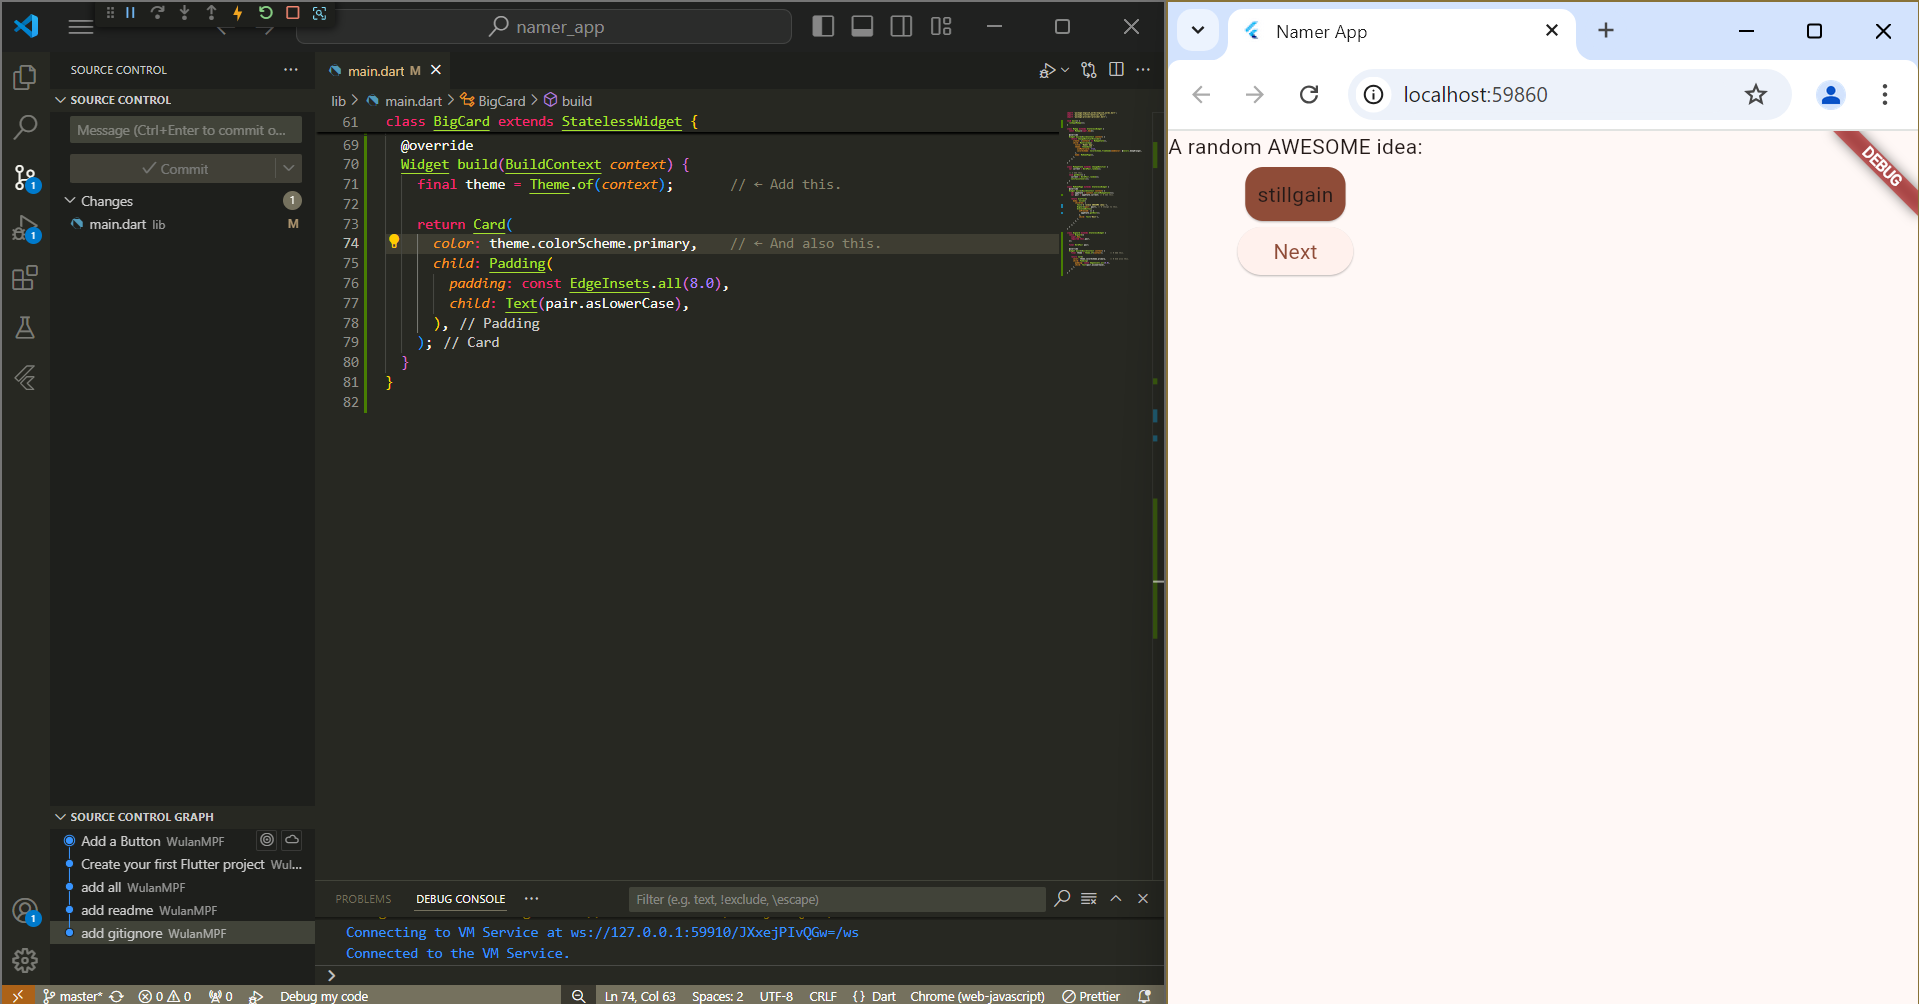 namer_app
SOURCE CONTROL
SOURCE CONTROL
Message (Ctrl+Enter to commit o...
Commit
Changes 1
main.dart lib M
1
1
1
SOURCE CONTROL GRAPH
Add a Button WulanMPF
Create your first Flutter project Wul...
add all WulanMPF
add readme WulanMPF
add gitignore WulanMPF
main.dart M
lib > main.dart > BigCard > build
61 class BigCard extends StatelessWidget {
69 @override
70 Widget build(BuildContext context) {
71 final theme = Theme.of(context); // ← Add this.
72
73 return Card(
74 color: theme.colorScheme.primary, // ← And also this.
75 child: Padding(
76 padding: const EdgeInsets.all(8.0),
77 child: Text(pair.asLowerCase),
78 ), // Padding
79 ); // Card
80 }
81 }
82
PROBLEMS DEBUG CONSOLE
Filter (e.g. text, !exclude, \escape)
Connecting to VM Service at ws://127.0.0.1:59910/JXxejPIvQGw=/ws
Connected to the VM Service.
master* 0 0 0 Debug my code Ln 74, Col 63 Spaces: 2 UTF-8 CRLF {} Dart Chrome (web-javascript) Prettier
Namer App
localhost:59860
A random AWESOME idea:
DEBUG
stillgain
Next